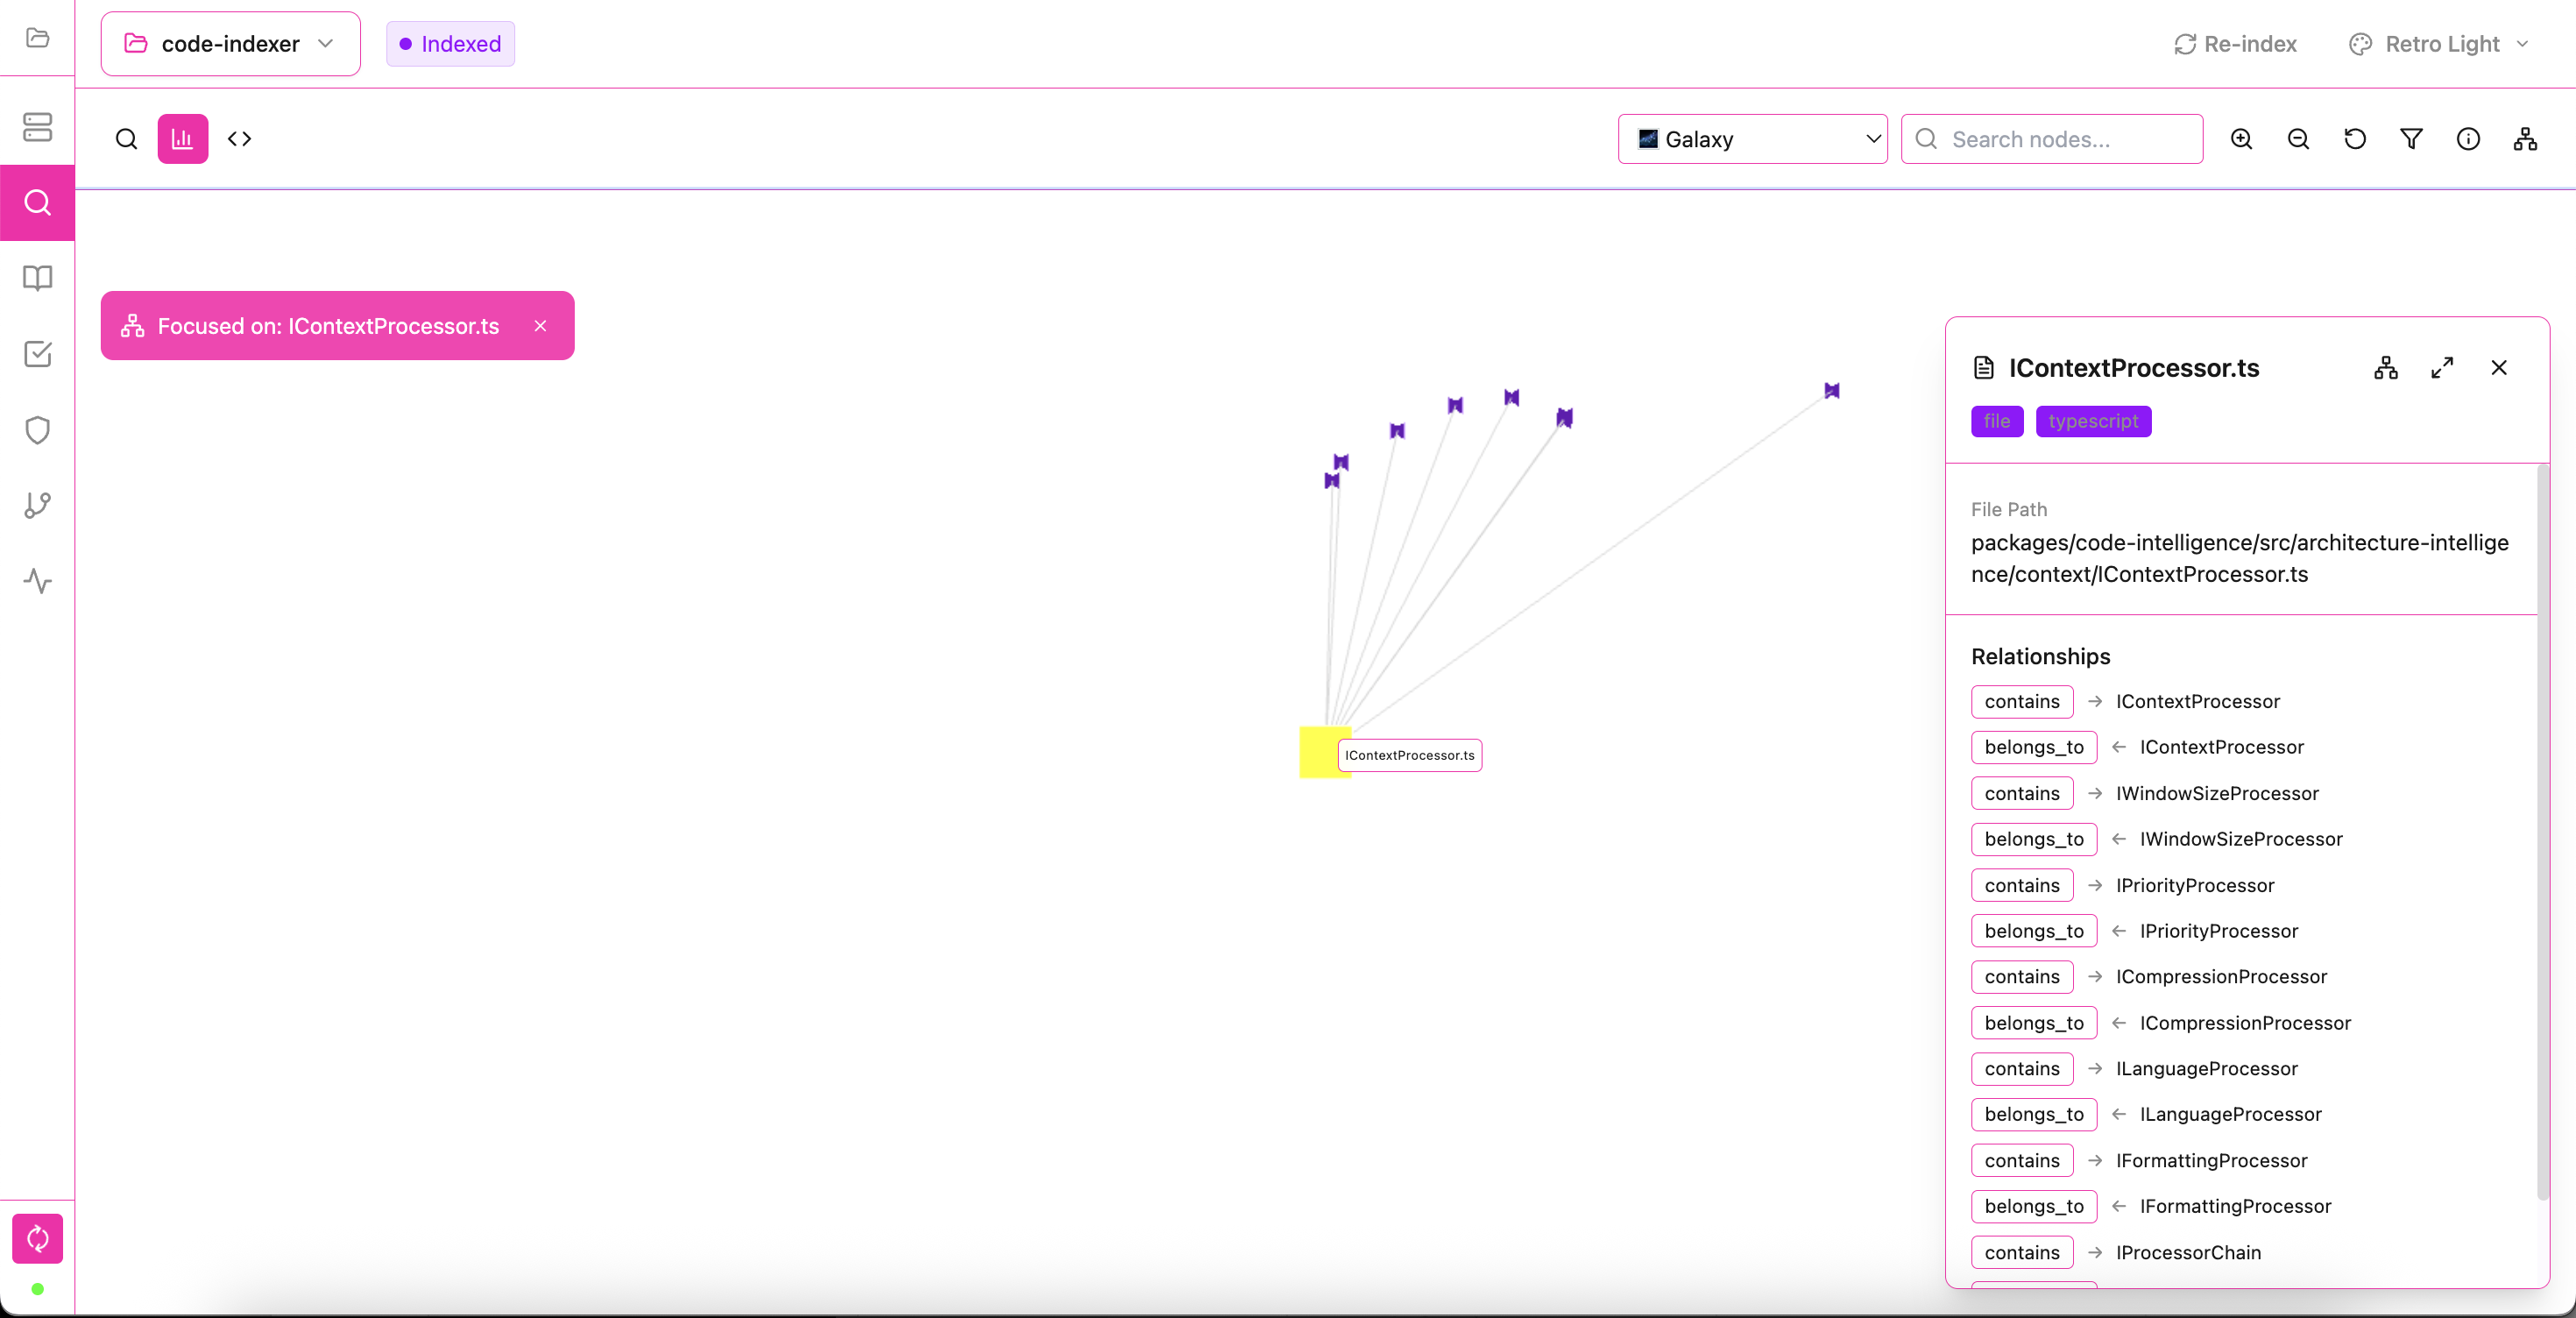 code-indexer
Indexed
Re-index
Retro Light
Galaxy
Search nodes...
Focused on: IContextProcessor.ts
IContextProcessor.ts
IContextProcessor.ts
file
typescript
File Path
packages/code-intelligence/src/architecture-intellige
nce/context/IContextProcessor.ts
Relationships
contains → IContextProcessor
belongs_to ← IContextProcessor
contains → IWindowSizeProcessor
belongs_to ← IWindowSizeProcessor
contains → IPriorityProcessor
belongs_to ← IPriorityProcessor
contains → ICompressionProcessor
belongs_to ← ICompressionProcessor
contains → ILanguageProcessor
belongs_to ← ILanguageProcessor
contains → IFormattingProcessor
belongs_to ← IFormattingProcessor
contains → IProcessorChain